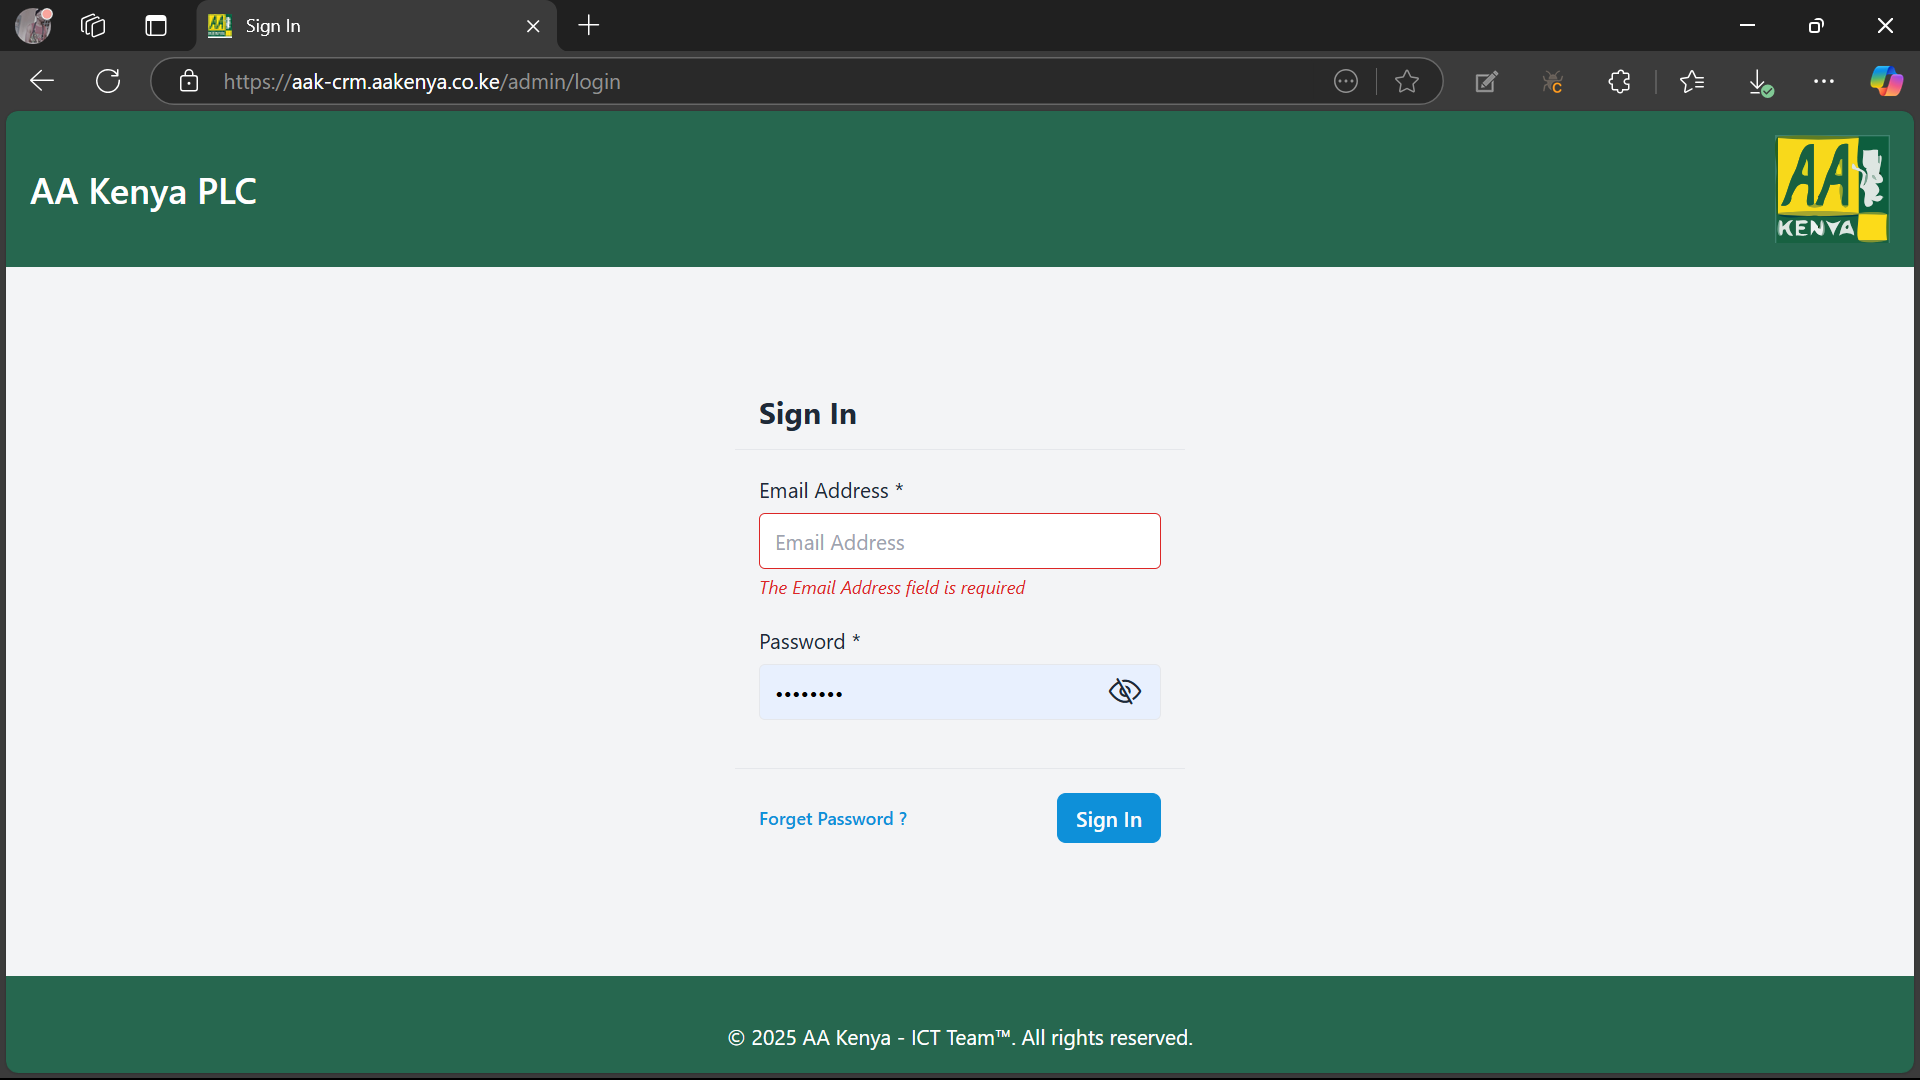 Sign In
https://aak-crm.aakenya.co.ke/admin/login
AA Kenya PLC
AA
KENYA
Sign In
Email Address *
Email Address
The Email Address field is required
Password *
••••••••
Forget Password ?
Sign In
© 2025 AA Kenya - ICT Team™. All rights reserved.